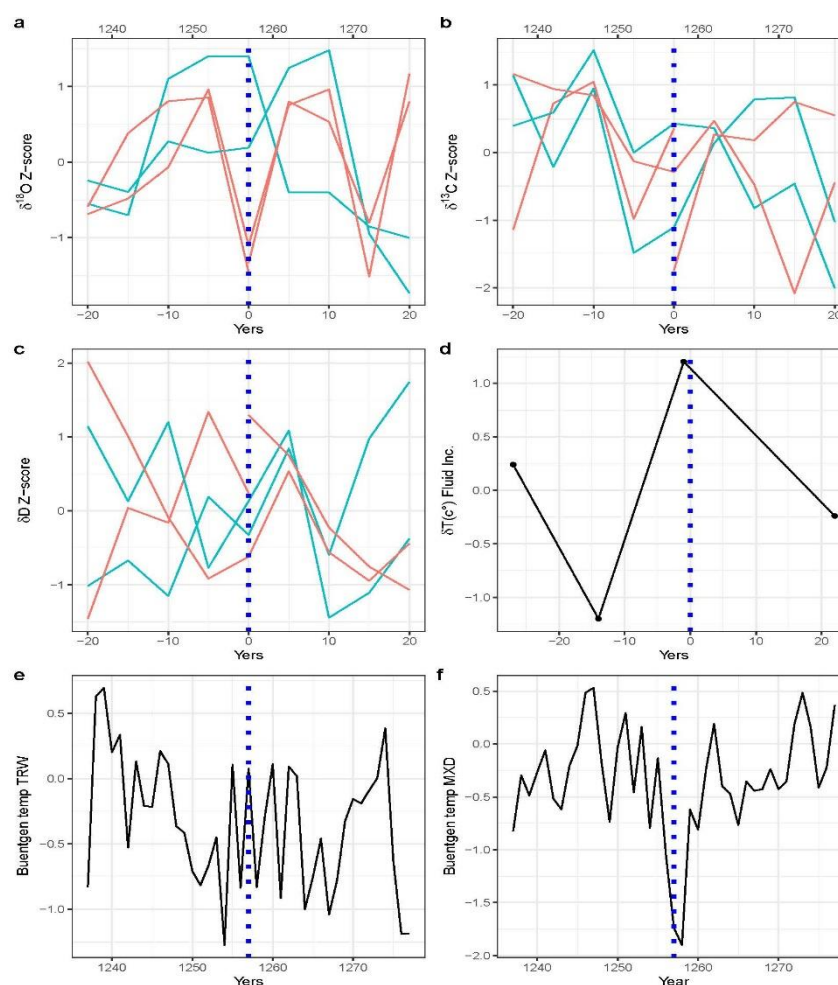 a
1240 1250 1260 1270
δ¹⁸O Z-score
1
0
−1
−20 −10 0 10 20
Yers
b
1240 1250 1260 1270
δ¹³C Z-score
1
0
−1
−2
−20 −10 0 10 20
Yers
c
δD Z-score
2
1
0
−1
−20 −10 0 10 20
Yers
d
δT(c°) Fluid Inc.
1.0
0.5
0.0
−0.5
−1.0
−20 −10 0 10 20
Yers
e
Buentgen temp TRW
0.5
0.0
−0.5
−1.0
1240 1250 1260 1270
Yers
f
Buentgen temp MXD
0.5
0.0
−0.5
−1.0
−1.5
−2.0
1240 1250 1260 1270
Year